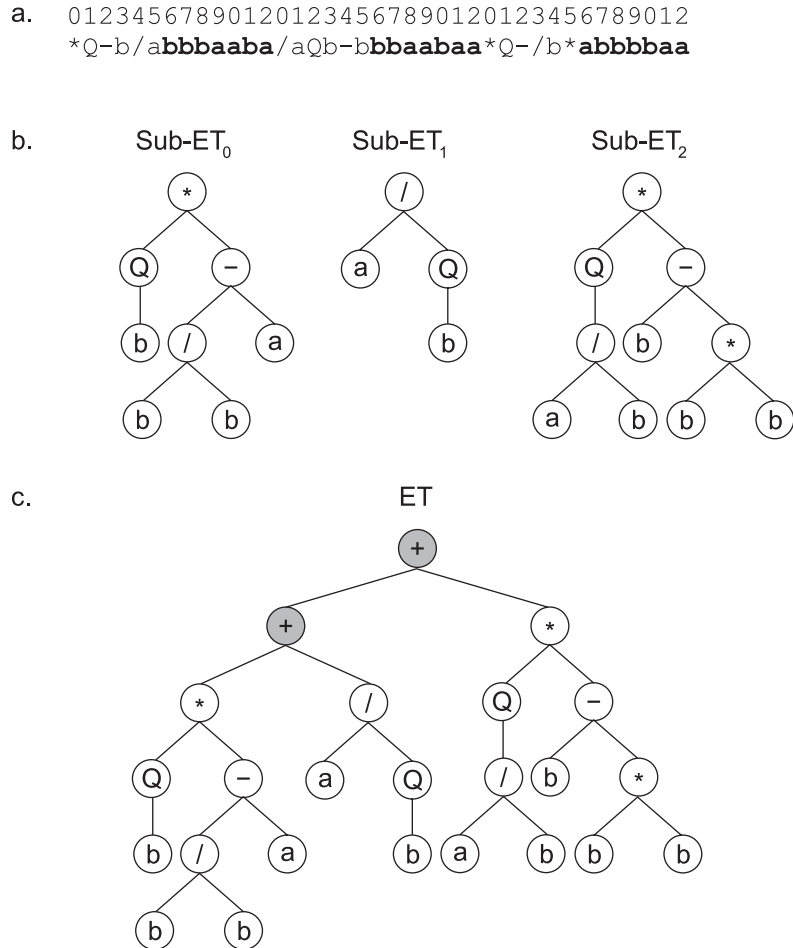 a. 012345678901201234567890120123456789012
*Q-b/abbbaaba/aQb-bbbaabaa*Q-/b*abbbbaa
b. Sub-ET₀ Sub-ET₁ Sub-ET₂
* / *
Q – a Q Q –
b / a b / b *
b b a b b b
c. ET
+
+ *
* / Q –
Q – a Q / b *
b / a b a b b b
b b